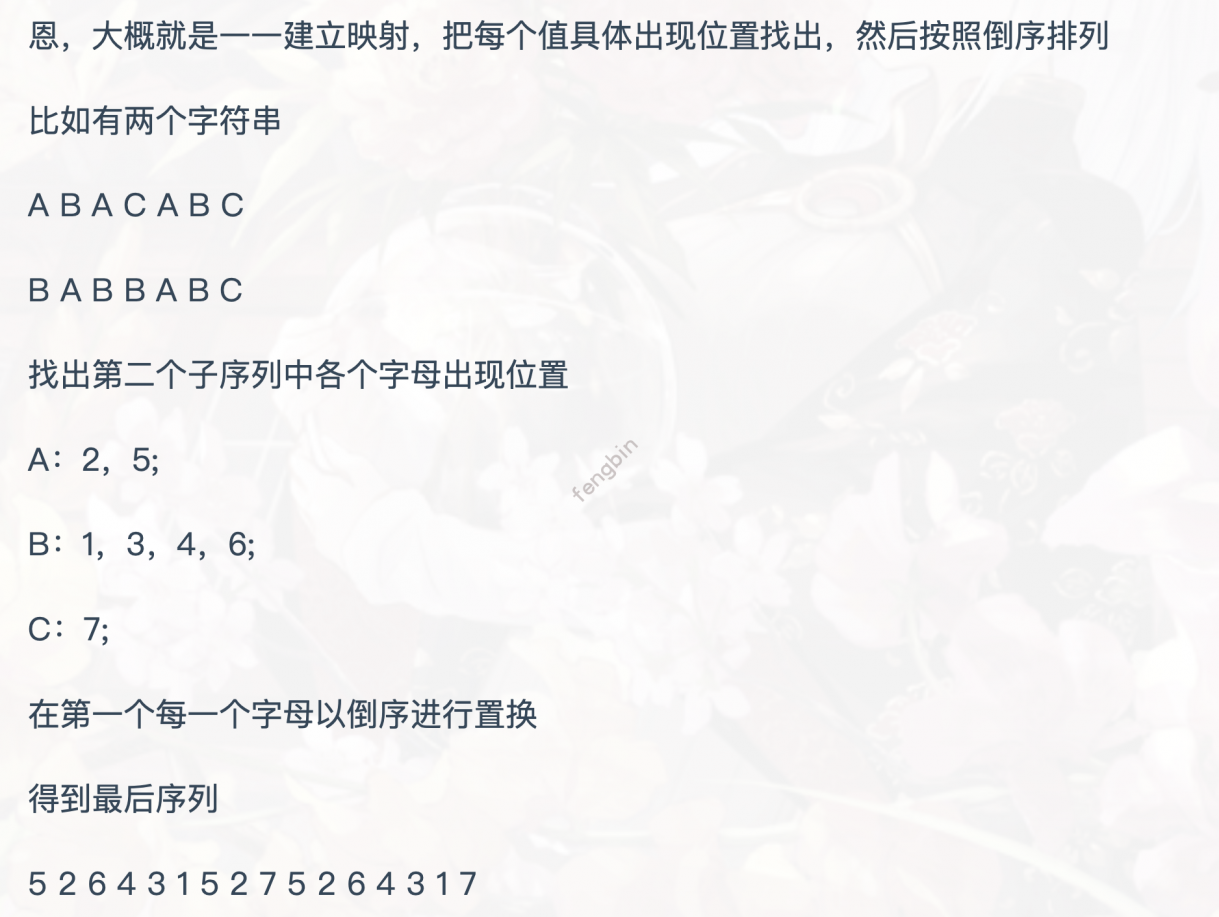 恩，大概就是一一建立映射，把每个值具体出现位置找出，然后按照倒序排列
比如有两个字符串
A B A C A B C
B A B B A B C
找出第二个子序列中各个字母出现位置
A：2，5;
fengbin
B：1，3，4，6;
C：7;
在第一个每一个字母以倒序进行置换
得到最后序列
5 2 6 4 3 1 5 2 7 5 2 6 4 3 1 7